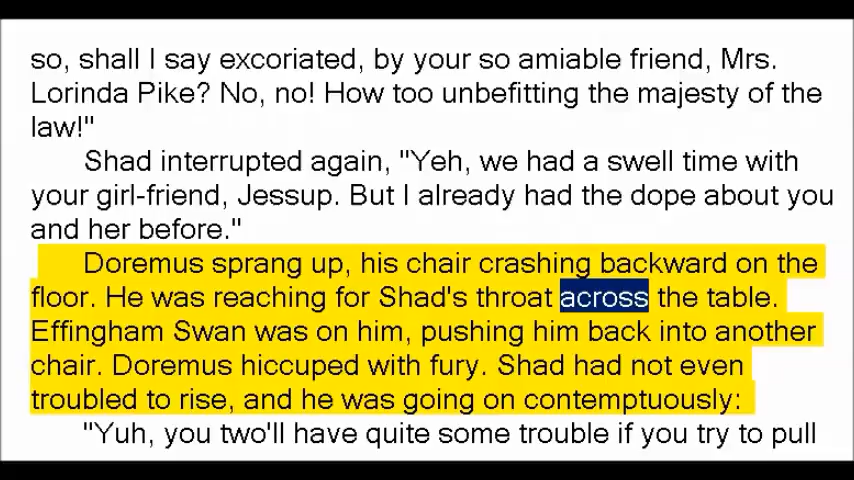 so, shall I say excoriated, by your so amiable friend, Mrs.
Lorinda Pike? No, no! How too unbefitting the majesty of the
law!"
Shad interrupted again, "Yeh, we had a swell time with
your girl-friend, Jessup. But I already had the dope about you
and her before."
Doremus sprang up, his chair crashing backward on the
floor. He was reaching for Shad's throat across the table.
Effingham Swan was on him, pushing him back into another
chair. Doremus hiccuped with fury. Shad had not even
troubled to rise, and he was going on contemptuously:
"Yuh, you two'll have quite some trouble if you try to pull